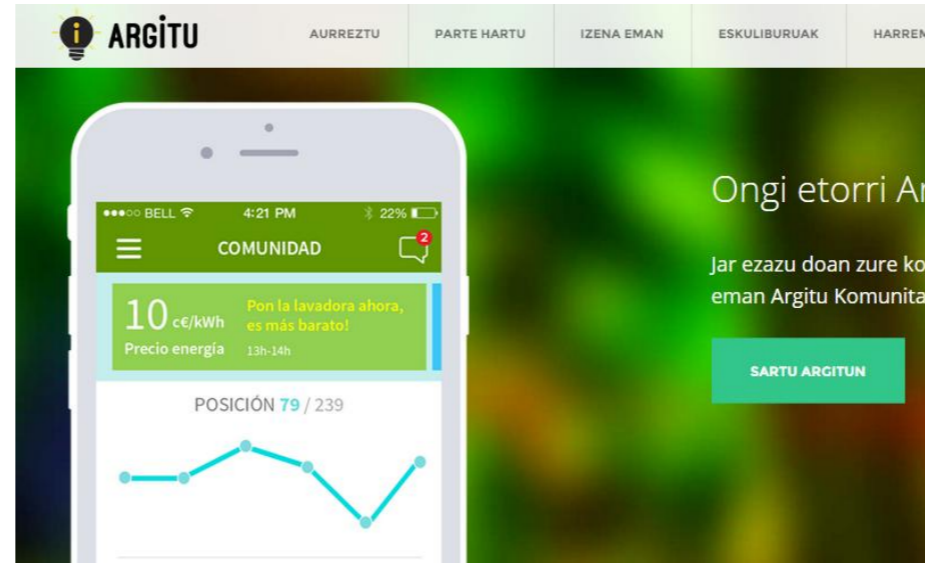 ARGiTU
AURREZTU PARTE HARTU IZENA EMAN ESKULIBURUAK
BELL 4:21 PM 22%
COMUNIDAD 2
10 c€/kWh
Precio energía
Pon la lavadora ahora,
es más barato!
13h-14h
POSICIÓN 79 / 239
Ongi etorri
Jar ezazu doan zure
eman Argitu
SARTU ARGITUN